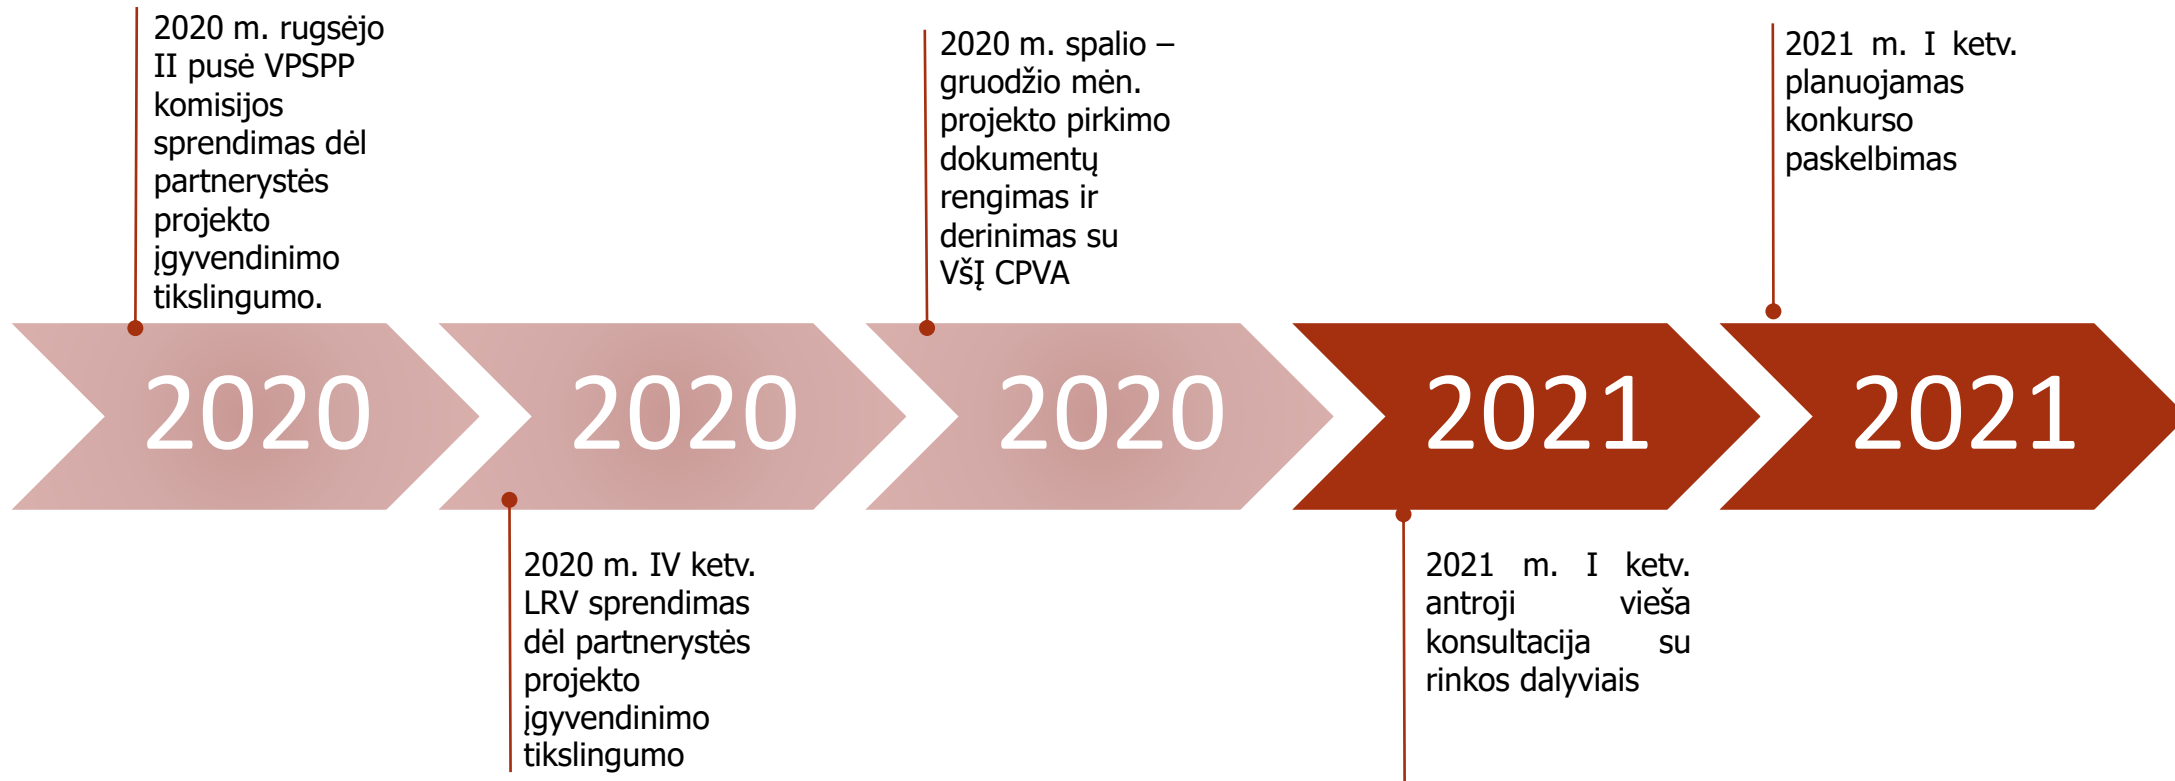 2020 m. rugsėjo
II pusė VPSPP
komisijos
sprendimas dėl
partnerystės
projekto
įgyvendinimo
tikslingumo.
2020 m. spalio –
gruodžio mėn.
projekto pirkimo
dokumentų
rengimas ir
derinimas su
VšĮ CPVA
2021 m. I ketv.
planuojamas
konkurso
paskelbimas
2020
2020
2020
2021
2021
2020 m. IV ketv.
LRV sprendimas
dėl partnerystės
projekto
įgyvendinimo
tikslingumo
2021 m. I ketv.
antroji vieša
konsultacija su
rinkos dalyviais